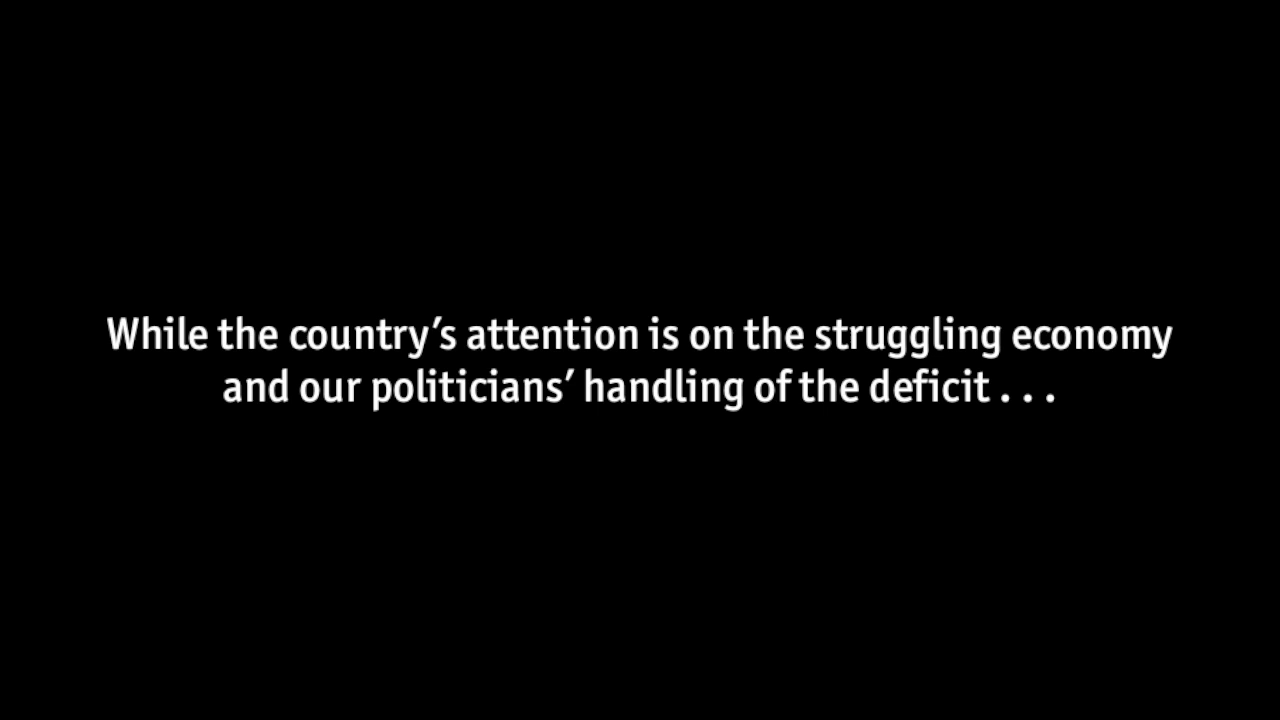 While the country’s attention is on the struggling economy
and our politicians’ handling of the deficit . . .